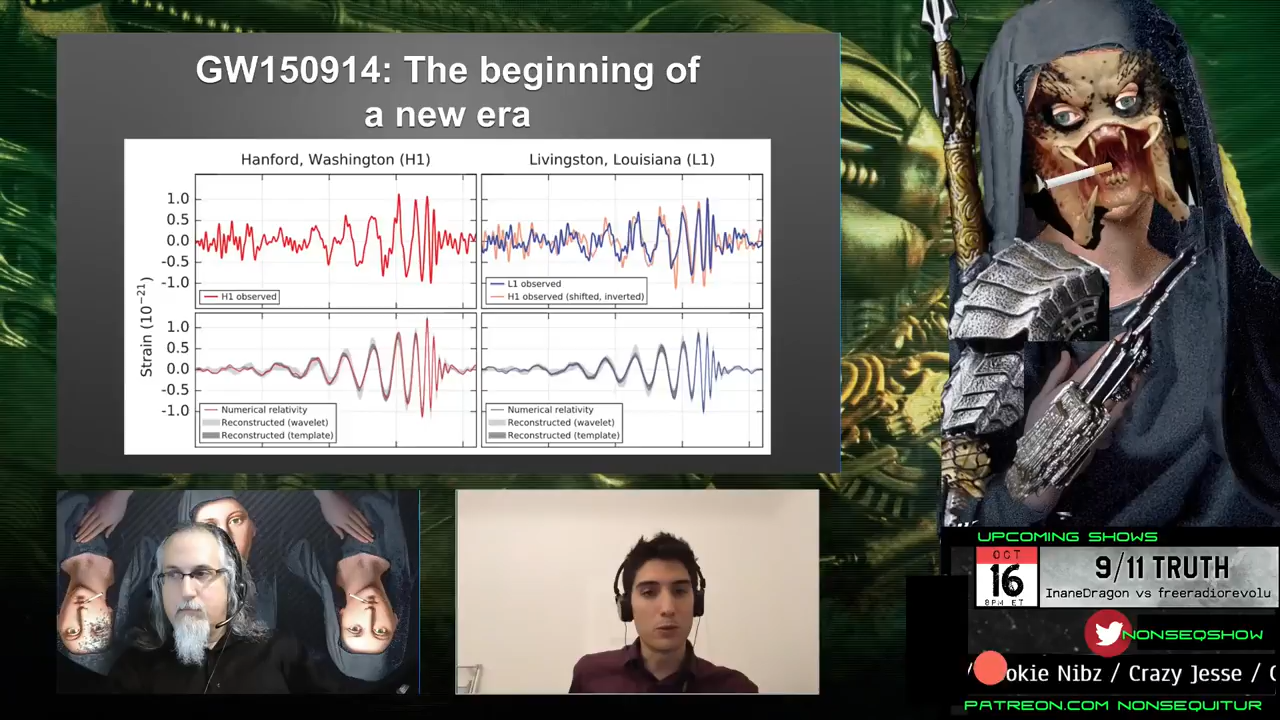 GW150914: The beginning of
a new era
Hanford, Washington (H1)
Livingston, Louisiana (L1)
Strain (10⁻²¹)
1.0
0.5
0.0
-0.5
-1.0
H1 observed
L1 observed
H1 observed (shifted, inverted)
1.0
0.5
0.0
-0.5
-1.0
Numerical relativity
Reconstructed (wavelet)
Reconstructed (template)
Numerical relativity
Reconstructed (wavelet)
Reconstructed (template)
UPCOMING SHOWS
OCT
16
8PM ET
9/11 TRUTH
InaneDragon vs freeradiorevolu
NONSEQSHOW
okie Nibz / Crazy Jesse /
PATREON.COM NONSEQUITUR